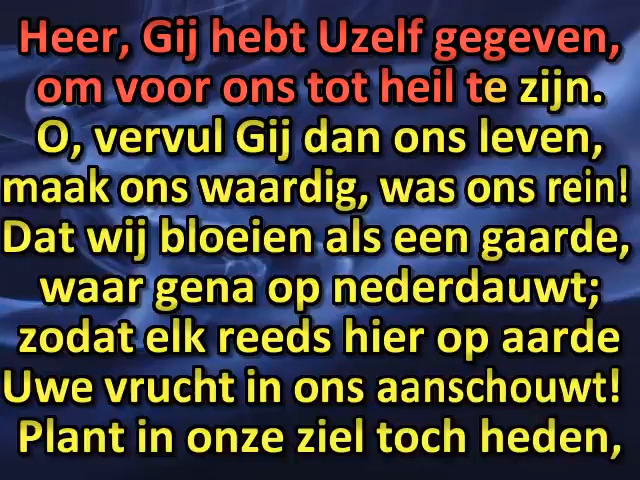 Heer, Gij hebt Uzelf gegeven,
om voor ons tot heil te zijn.
O, vervul Gij dan ons leven,
maak ons waardig, was ons rein!
Dat wij bloeien als een gaarde,
waar gena op nederdauwt;
zodat elk reeds hier op aarde
Uwe vrucht in ons aanschouwt!
Plant in onze ziel toch heden,